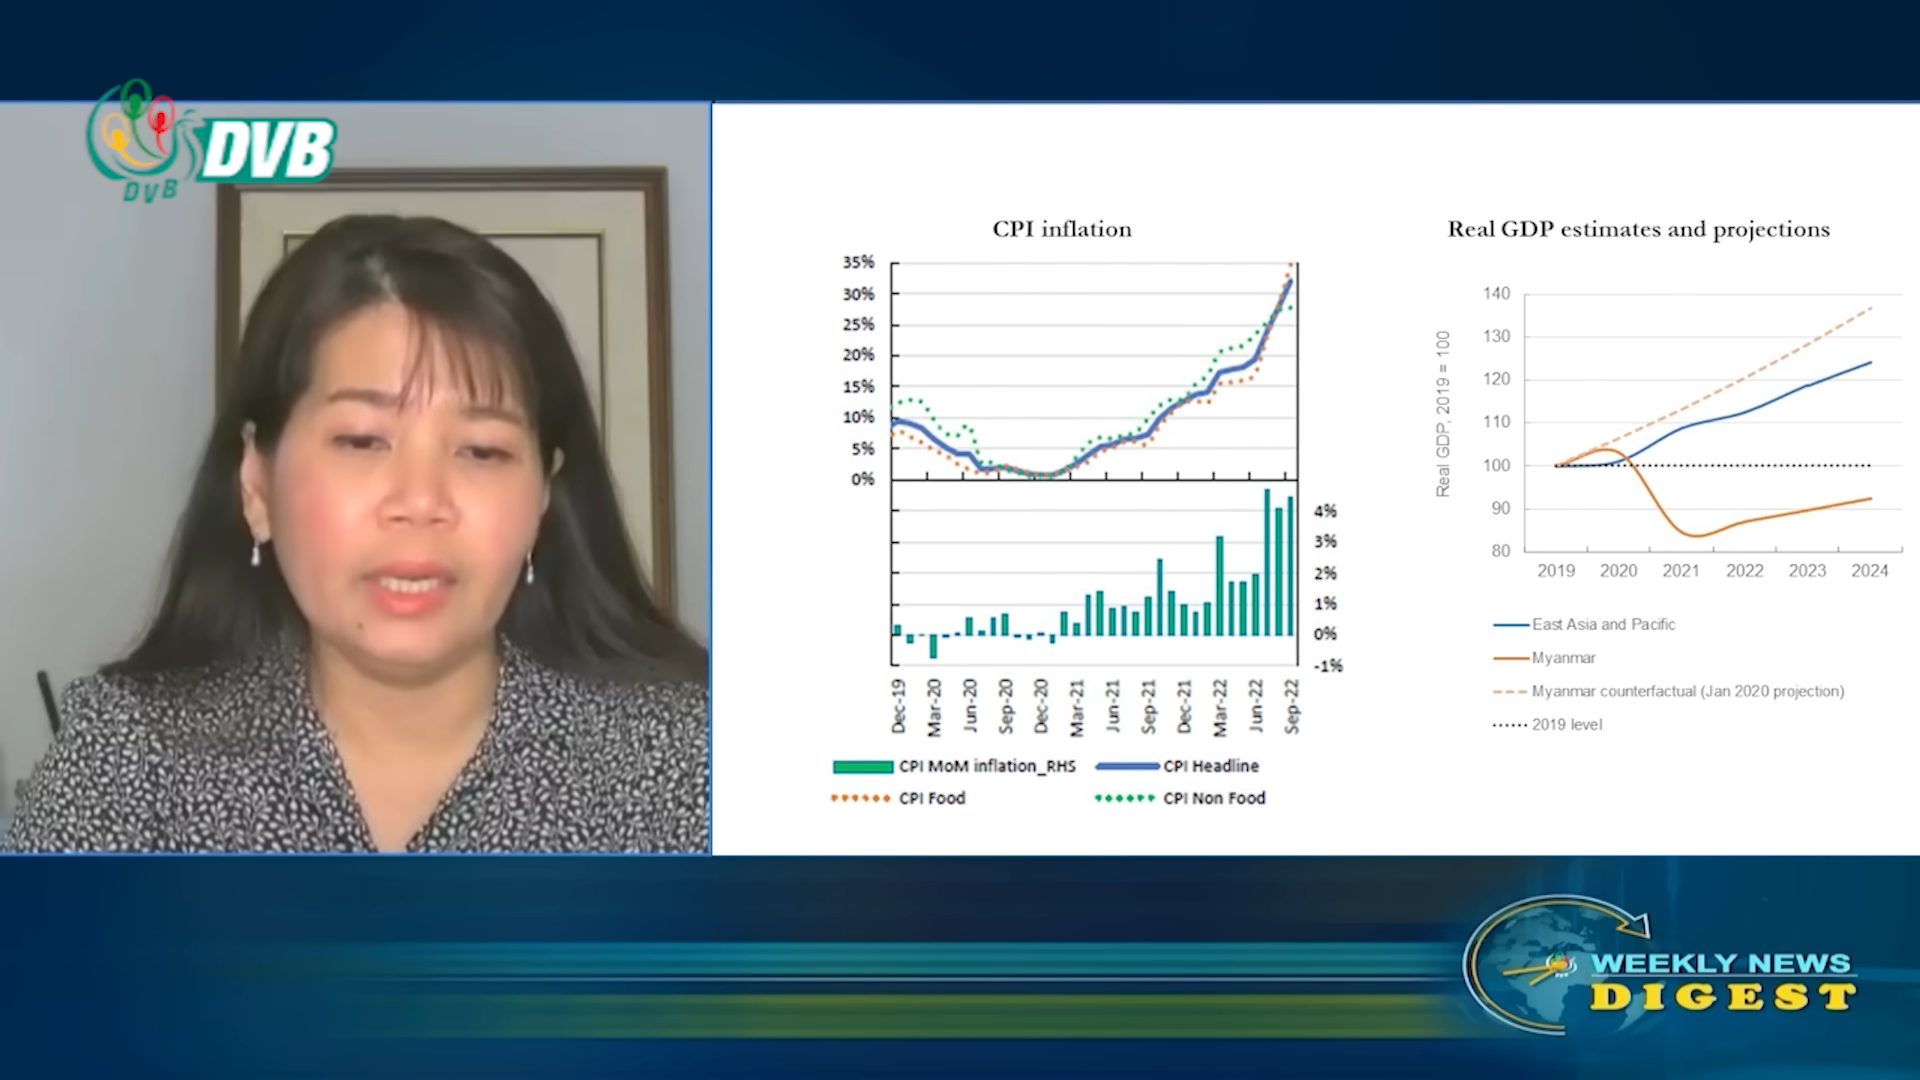 DVB
DVB
CPI inflation
35%
30%
25%
20%
15%
10%
5%
0%
4%
3%
2%
1%
0%
-1%
Dec-19
Mar-20
Jun-20
Sep-20
Dec-20
Mar-21
Jun-21
Sep-21
Dec-21
Mar-22
Jun-22
Sep-22
CPI MoM inflation_RHS
CPI Headline
CPI Food
CPI Non Food
Real GDP estimates and projections
Real GDP, 2019 = 100
140
130
120
110
100
90
80
2019 2020 2021 2022 2023 2024
East Asia and Pacific
Myanmar
Myanmar counterfactual (Jan 2020 projection)
2019 level
WEEKLY NEWS
DIGEST